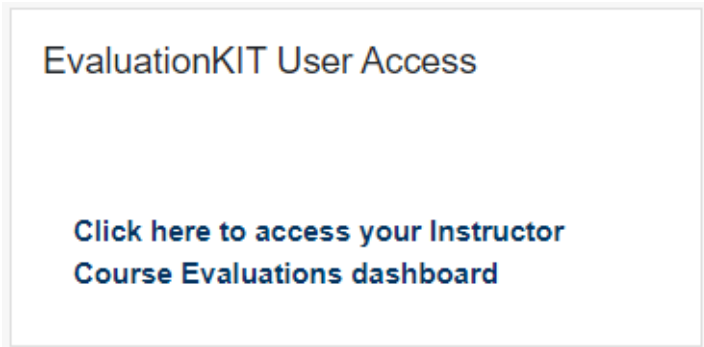 EvaluationKIT User Access
Click here to access your Instructor
Course Evaluations dashboard